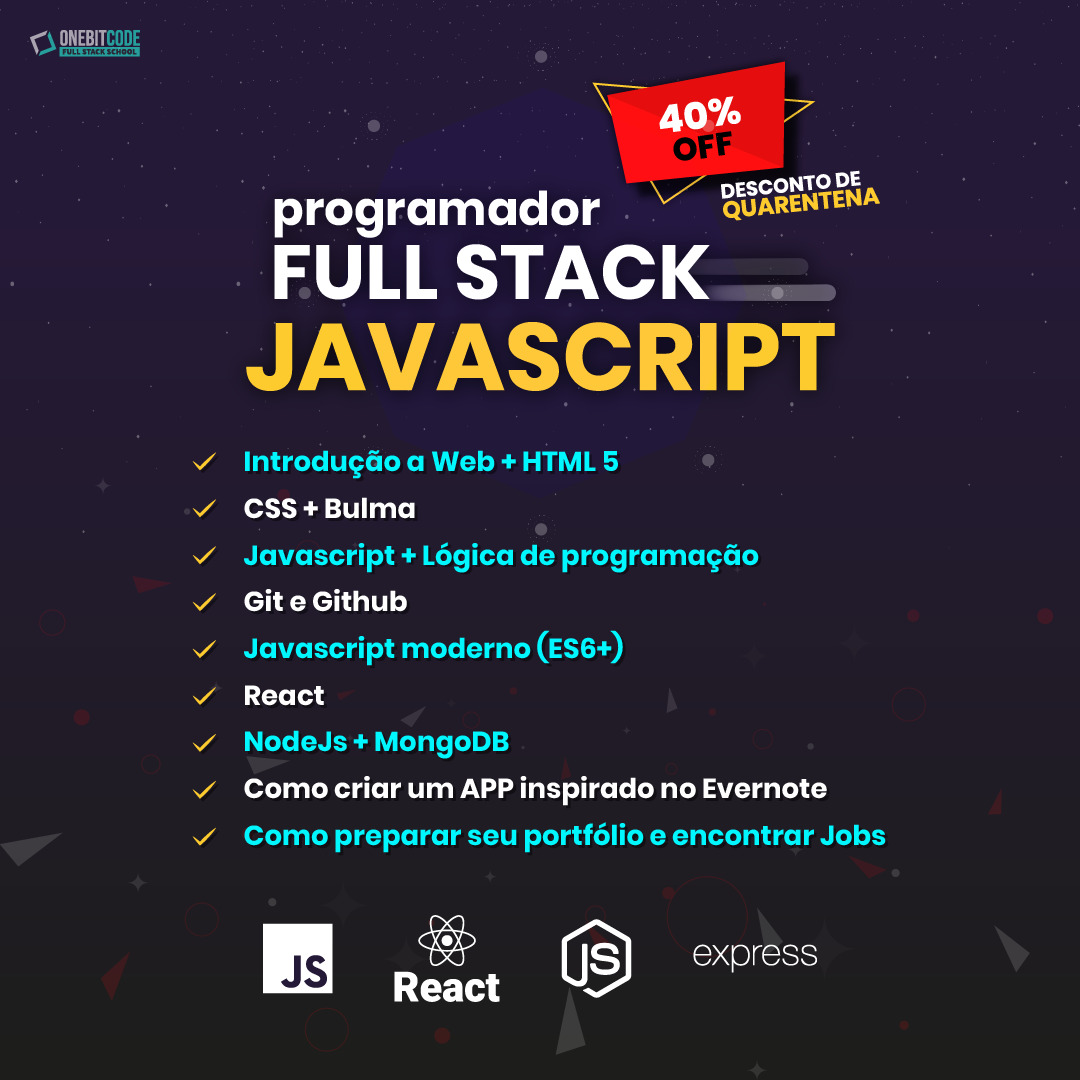 ONEBITCODE
FULL STACK SCHOOL
40%
OFF
DESCONTO DE
QUARENTENA
programador
FULL STACK
JAVASCRIPT
Introdução a Web + HTML 5
CSS + Bulma
Javascript + Lógica de programação
Git e Github
Javascript moderno (ES6+)
React
NodeJs + MongoDB
Como criar um APP inspirado no Evernote
Como preparar seu portfólio e encontrar Jobs
JS
React
JS
express